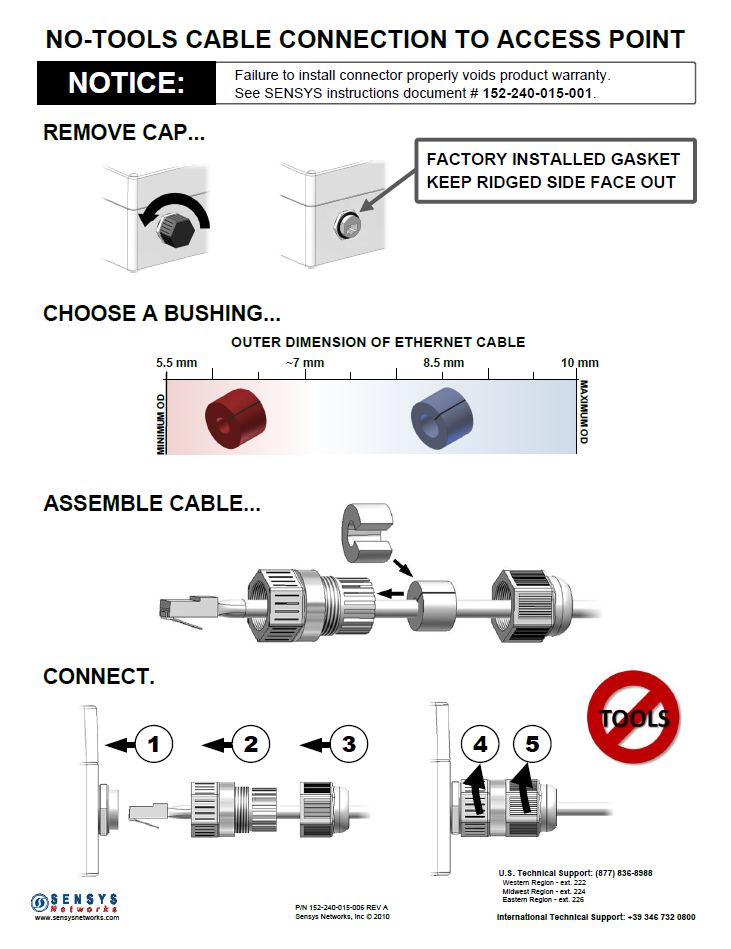 NO-TOOLS CABLE CONNECTION TO ACCESS POINT
NOTICE:
Failure to install connector properly voids product warranty.
See SENSYS instructions document # 152-240-015-001.
REMOVE CAP...
FACTORY INSTALLED GASKET
KEEP RIDGED SIDE FACE OUT
CHOOSE A BUSHING...
OUTER DIMENSION OF ETHERNET CABLE
5.5 mm ~7 mm 8.5 mm 10 mm
MINIMUM OD
MAXIMUM OD
ASSEMBLE CABLE...
CONNECT.
TOOLS
1 2 3 4 5
U.S. Technical Support: (877) 836-8988
Western Region - ext. 222
Midwest Region - ext. 224
Eastern Region - ext. 226
SENSYS
Networks
www.sensysnetworks.com
P/N 152-240-015-006 REV A
Sensys Networks, Inc © 2010
International Technical Support: +39 346 732 0800